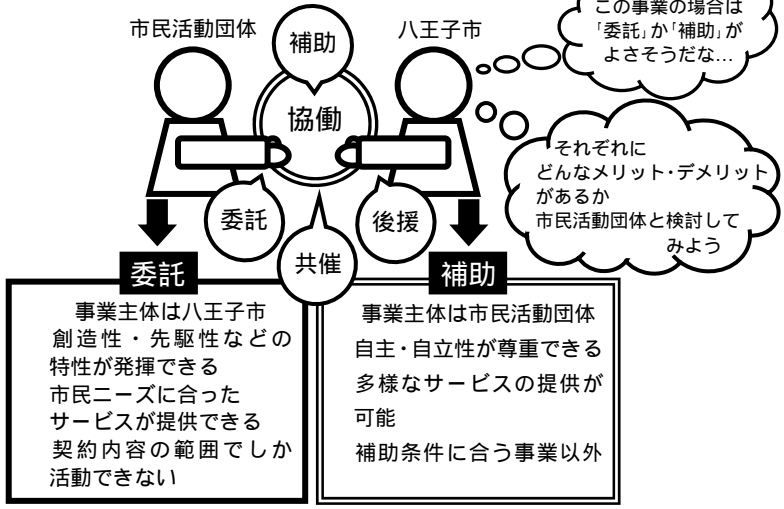 市民活動団体
補助
八王子市
この事業の場合は
「委託」か「補助」が
よさそうだな…
協働
それぞれに
どんなメリット・デメリット
があるか
市民活動団体と検討して
みよう
委託
後援
共催
委託
事業主体は八王子市
創造性・先駆性などの
特性が発揮できる
市民ニーズに合った
サービスが提供できる
契約内容の範囲でしか
活動できない
補助
事業主体は市民活動団体
自主・自立性が尊重できる
多様なサービスの提供が
可能
補助条件に合う事業以外